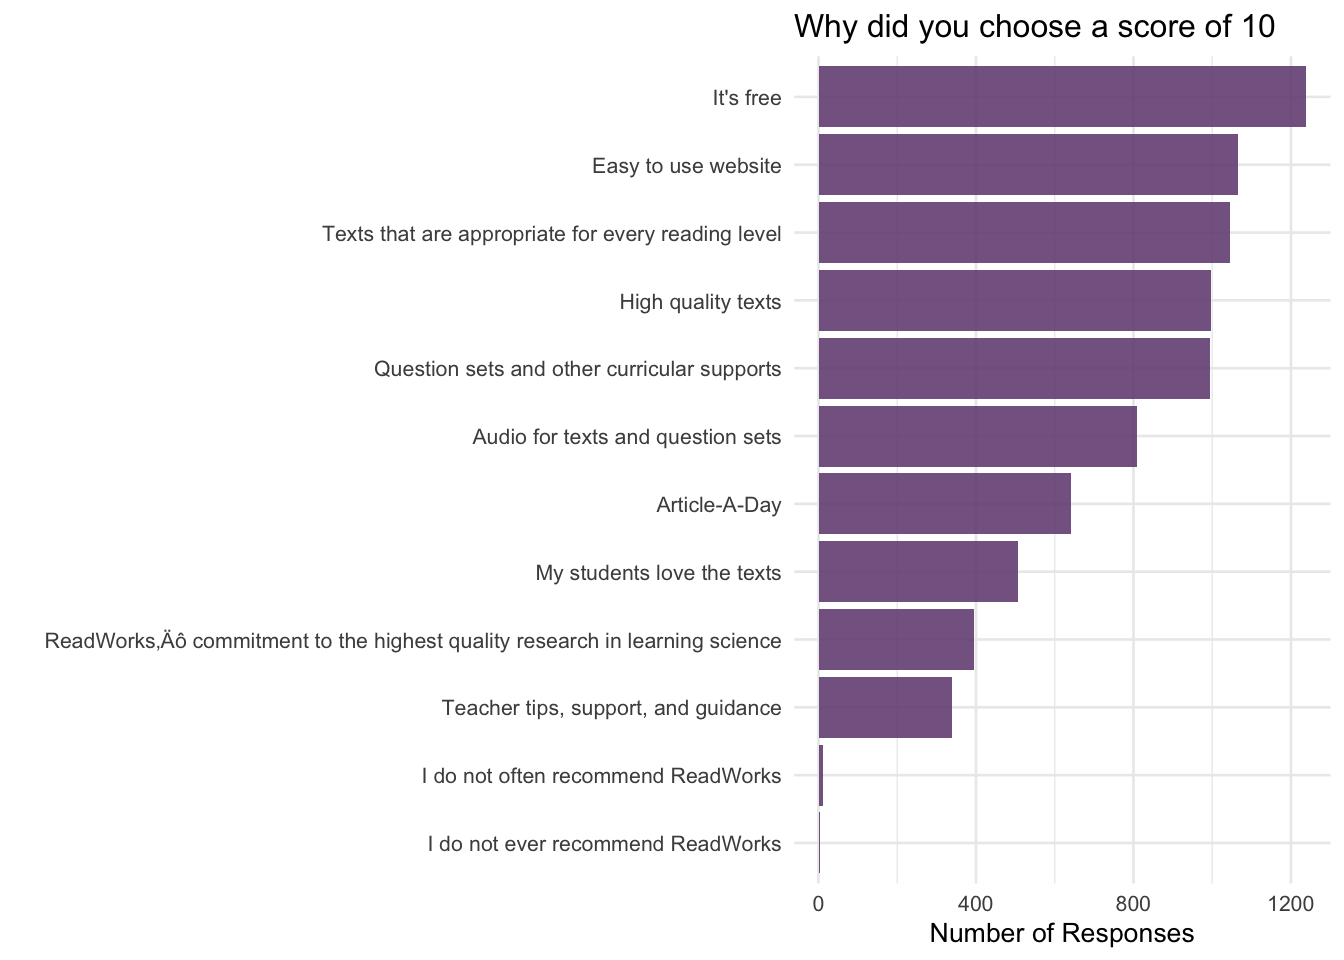 Why did you choose a score of 10
It's free
Easy to use website
Texts that are appropriate for every reading level
High quality texts
Question sets and other curricular supports
Audio for texts and question sets
Article-A-Day
My students love the texts
ReadWorks‚Äô commitment to the highest quality research in learning science
Teacher tips, support, and guidance
I do not often recommend ReadWorks
I do not ever recommend ReadWorks
0 400 800 1200
Number of Responses